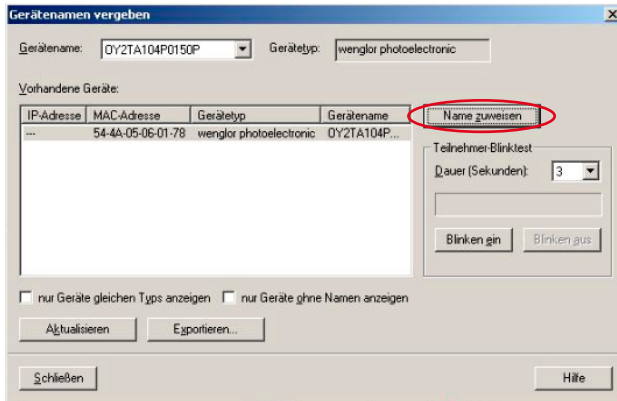 Gerätenamen vergeben
Gerätename: OY2TA104P0150P Gerätetyp: wenglor photoelectronic
Vorhandene Geräte:
IP-Adresse MAC-Adresse Gerätetyp Gerätename
--- 54-4A-05-06-01-78 wenglor photoelectronic OY2TA104P...
Name zuweisen
Teilnehmer-Blinktest
Dauer (Sekunden): 3
Blinken ein Blinken aus
nur Geräte gleichen Typs anzeigen nur Geräte ohne Namen anzeigen
Aktualisieren Exportieren...
Schließen Hilfe